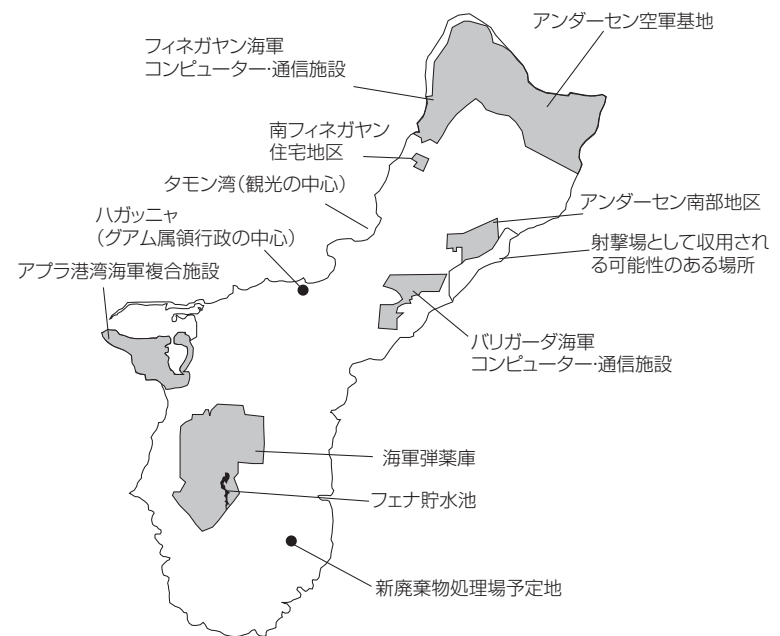 アンダーセン空軍基地
フィネガヤン海軍
コンピューター・通信施設
南フィネガヤン
住宅地区
タモン湾（観光の中心）
ハガッニャ
（グアム属領行政の中心）
アプラ港湾海軍複合施設
アンダーセン南部地区
射撃場として収用され
る可能性のある場所
バリガーダ海軍
コンピューター・通信施設
海軍弾薬庫
フェナ貯水池
新廃棄物処理場予定地